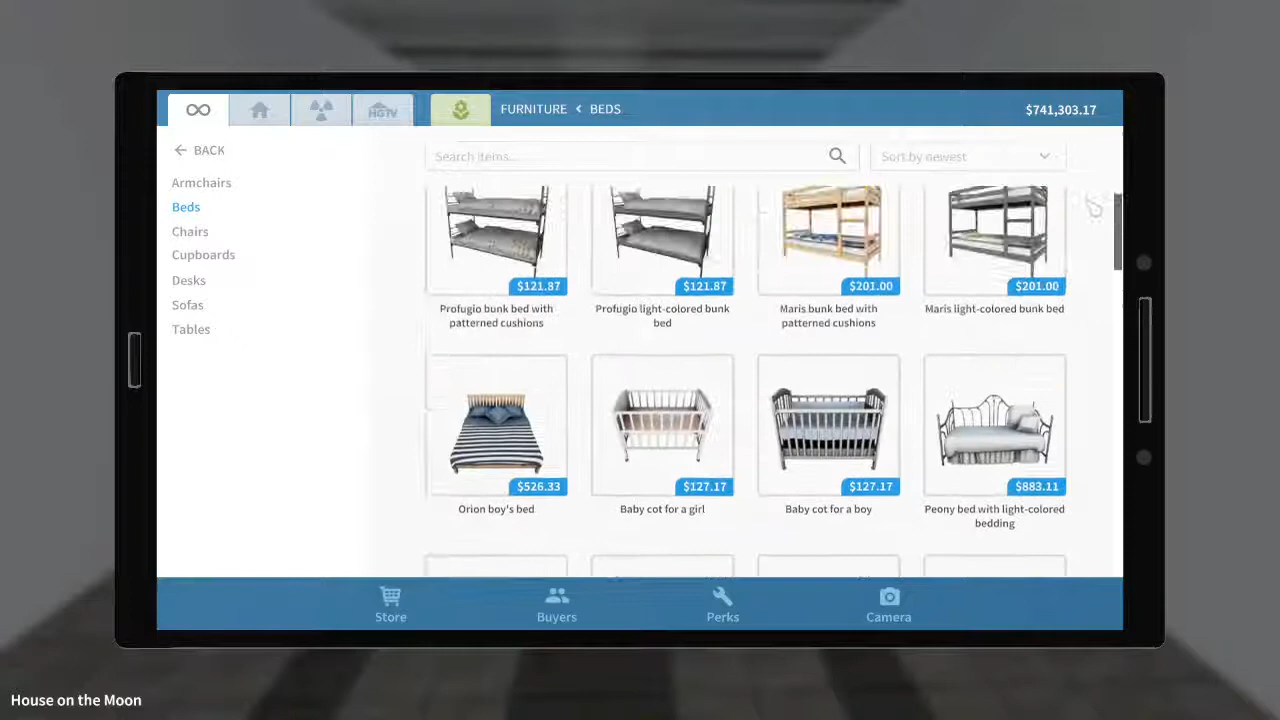 HGTV
FURNITURE < BEDS
$741,303.17
BACK
Search items...
Sort by newest
Armchairs
Beds
Chairs
Cupboards
Desks
Sofas
Tables
$121.87
$121.87
$201.00
$201.00
Profugio bunk bed with
patterned cushions
Profugio light-colored bunk
bed
Maris bunk bed with
patterned cushions
Maris light-colored bunk bed
$526.33
$127.17
$127.17
$883.11
Orion boy's bed
Baby cot for a girl
Baby cot for a boy
Peony bed with light-colored
bedding
Store
Buyers
Perks
Camera
House on the Moon